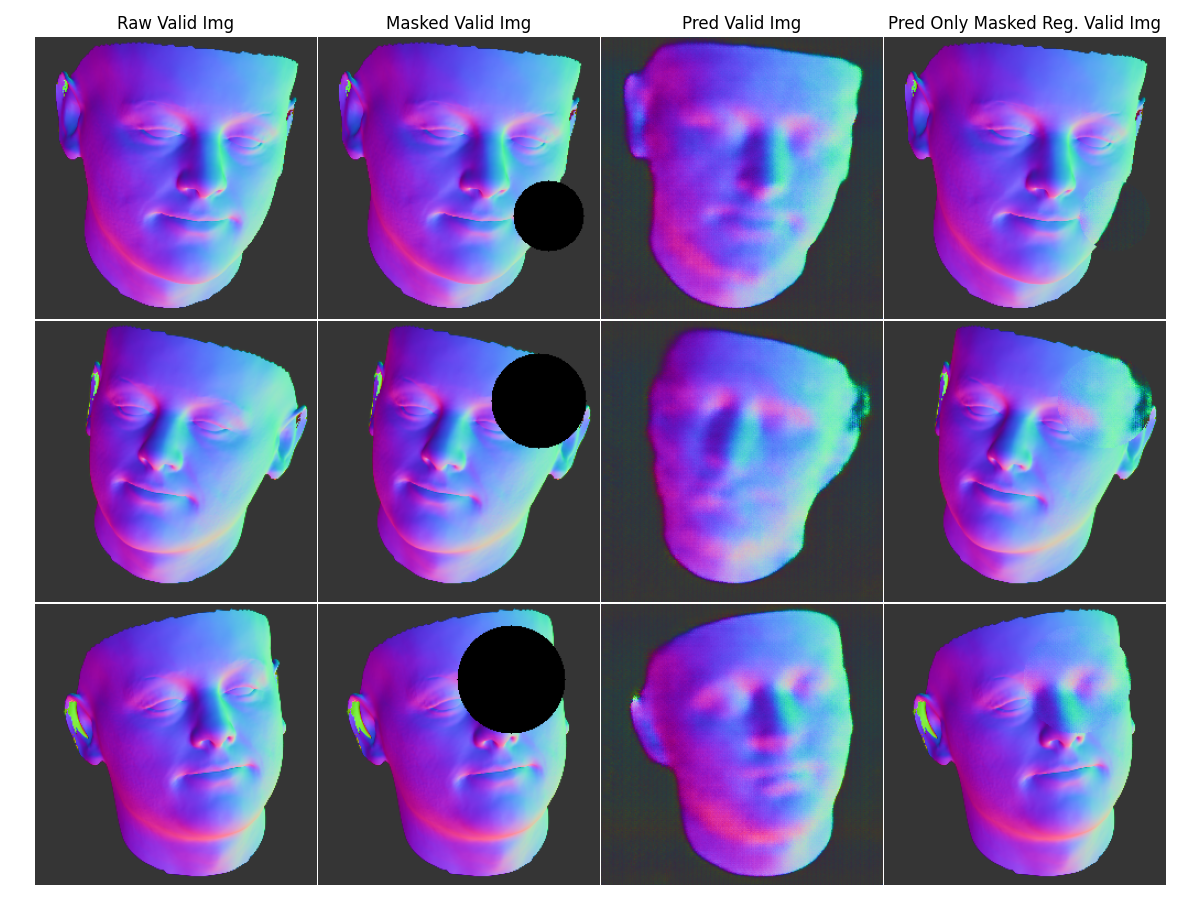 Raw Valid Img
Masked Valid Img
Pred Valid Img
Pred Only Masked Reg. Valid Img